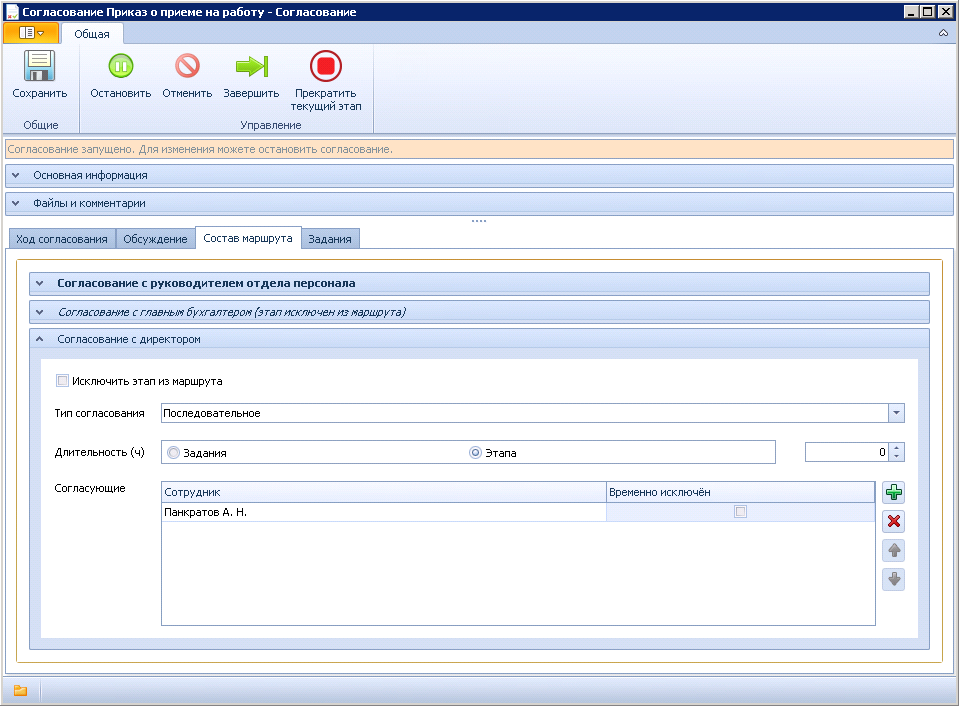 Согласование Приказ о приеме на работу - Согласование
Общая
Сохранить
Остановить
Отменить
Завершить
Прекратить
текущий этап
Общие
Управление
Согласование запущено. Для изменения можете остановить согласование.
Основная информация
Файлы и комментарии
Ход согласования
Обсуждение
Состав маршрута
Задания
Согласование с руководителем отдела персонала
Согласование с главным бухгалтером (этап исключен из маршрута)
Согласование с директором
Исключить этап из маршрута
Тип согласования
Последовательное
Длительность (ч)
Задания
Этапа
0
Согласующие
Сотрудник
Временно исключён
Панкратов А. Н.